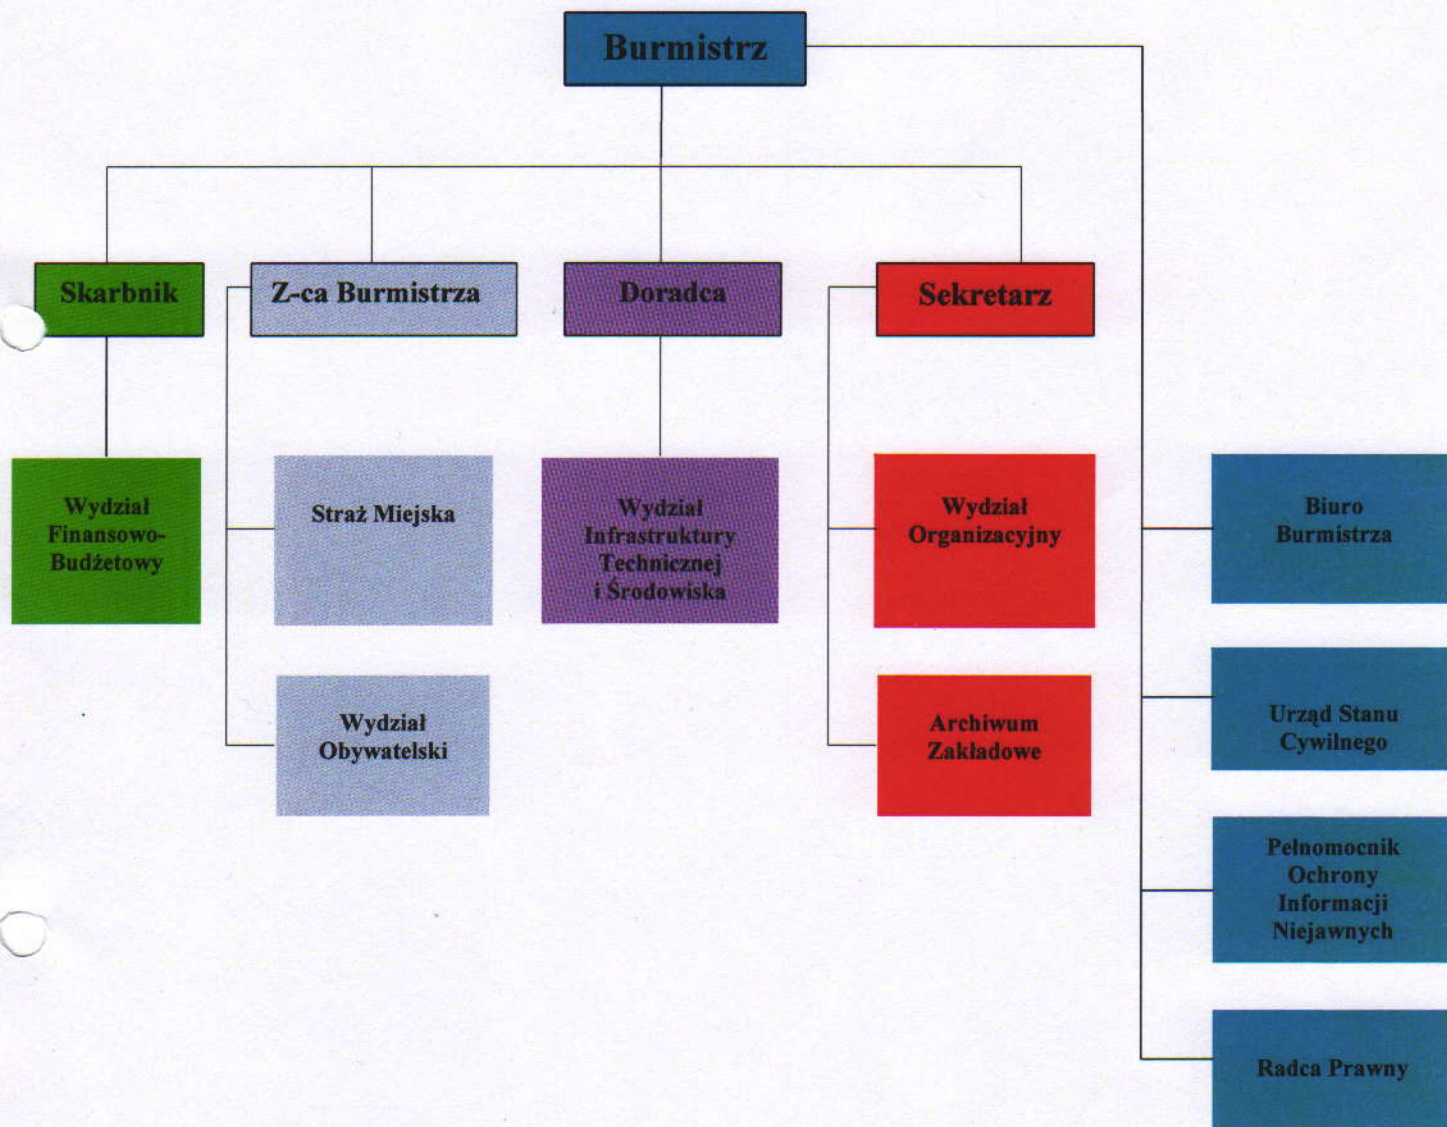 Burmistrz
Skarbnik
Z-ca Burmistrza
Doradca
Sekretarz
Wydział
Finansowo-
Budżetowy
Straż Miejska
Wydział
Infrastruktury
Technicznej
i Środowiska
Wydział
Organizacyjny
Biuro
Burmistrza
Wydział
Obywatelski
Archiwum
Zakładowe
Urząd Stanu
Cywilnego
Pełnomocnik
Ochrony
Informacji
Niejawnych
Radca Prawny